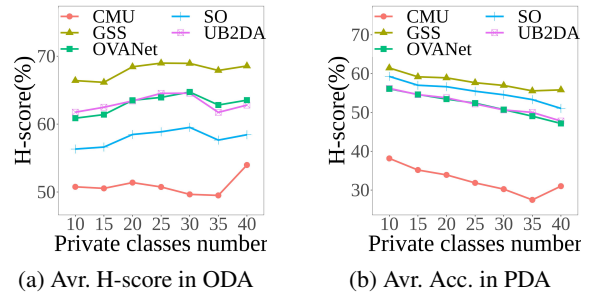 CMU SO
GSS UB2DA
OVANet
H-score(%)
70
60
50
10 15 20 25 30 35 40
Private classes number
(a) Avr. H-score in ODA
CMU SO
GSS UB2DA
OVANet
H-score(%)
70
60
50
40
30
10 15 20 25 30 35 40
Private classes number
(b) Avr. Acc. in PDA